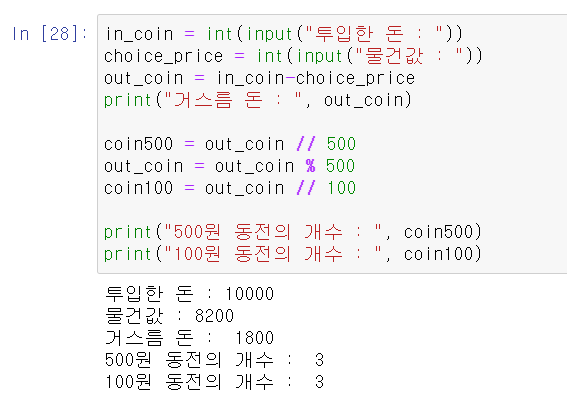 In [28]: in_coin = int(input("투입한 돈 : "))
choice_price = int(input("물건값 : "))
out_coin = in_coin-choice_price
print("거스름 돈 : ", out_coin)
coin500 = out_coin // 500
out_coin = out_coin % 500
coin100 = out_coin // 100
print("500원 동전의 개수 : ", coin500)
print("100원 동전의 개수 : ", coin100)
투입한 돈 : 10000
물건값 : 8200
거스름 돈 :  1800
500원 동전의 개수 :  3
100원 동전의 개수 :  3